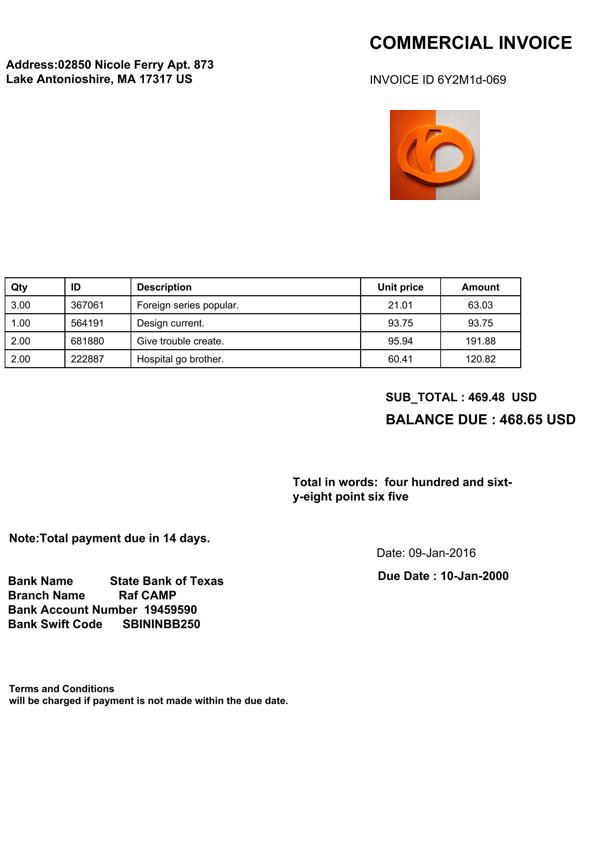 COMMERCIAL INVOICE
Address:02850 Nicole Ferry Apt. 873
Lake Antonioshire, MA 17317 US
INVOICE ID 6Y2M1d-069
Qty ID Description Unit price Amount
3.00 367061 Foreign series popular. 21.01 63.03
1.00 564191 Design current. 93.75 93.75
2.00 681880 Give trouble create. 95.94 191.88
2.00 222887 Hospital go brother. 60.41 120.82
SUB_TOTAL : 469.48 USD
BALANCE DUE : 468.65 USD
Total in words: four hundred and sixt-
y-eight point six five
Note:Total payment due in 14 days.
Date: 09-Jan-2016
Due Date : 10-Jan-2000
Bank Name State Bank of Texas
Branch Name Raf CAMP
Bank Account Number 19459590
Bank Swift Code SBININBB250
Terms and Conditions
will be charged if payment is not made within the due date.